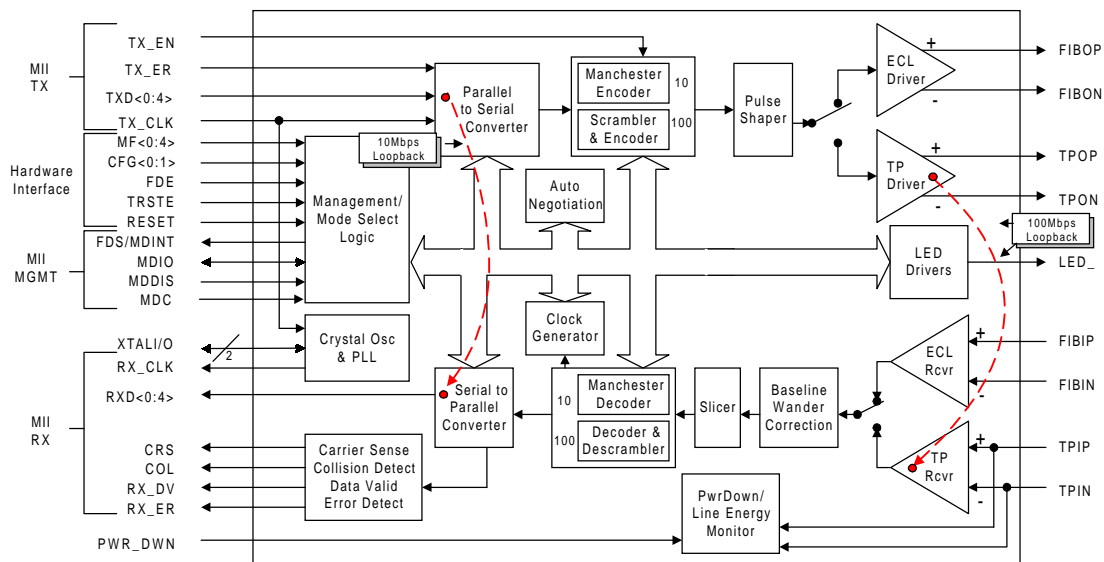 MII
TX
TX_EN
TX_ER
TXD<0:4>
TX_CLK
Hardware
Interface
MF<0:4>
CFG<0:1>
FDE
TRSTE
RESET
MII
MGMT
FDS/MDINT
MDIO
MDDIS
MDC
XTALI/O
2
RX_CLK
RXD<0:4>
MII
RX
CRS
COL
RX_DV
RX_ER
PWR_DWN
Parallel
to Serial
Converter
10Mbps
Loopback
Manchester
Encoder
10
Scrambler
& Encoder
100
Pulse
Shaper
ECL
Driver
+
-
TP
Driver
+
-
FIBOP
FIBON
TPOP
TPON
Management/
Mode Select
Logic
Auto
Negotiation
100Mbps
Loopback
LED
Drivers
LED_
Crystal Osc
& PLL
Clock
Generator
Serial to
Parallel
Converter
10
Manchester
Decoder
100
Decoder &
Descrambler
Slicer
Baseline
Wander
Correction
ECL
Rcvr
+
-
TP
Rcvr
+
-
FIBIP
FIBIN
TPIP
TPIN
Carrier Sense
Collision Detect
Data Valid
Error Detect
PwrDown/
Line Energy
Monitor